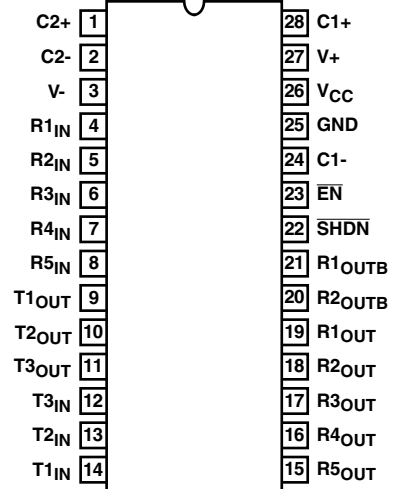 C2+ 1 28 C1+
C2- 2 27 V+
V- 3 26 VCC
R1IN 4 25 GND
R2IN 5 24 C1-
R3IN 6 23 EN
R4IN 7 22 SHDN
R5IN 8 21 R1OUTB
T1OUT 9 20 R2OUTB
T2OUT 10 19 R1OUT
T3OUT 11 18 R2OUT
T3IN 12 17 R3OUT
T2IN 13 16 R4OUT
T1IN 14 15 R5OUT